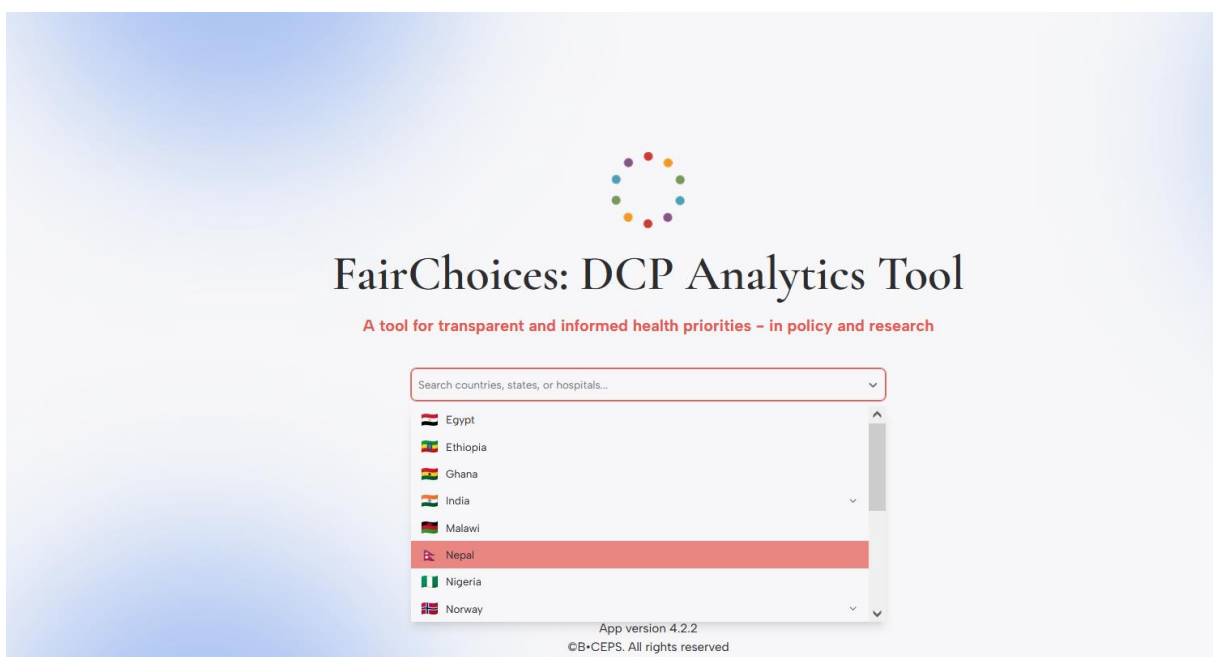 FairChoices: DCP Analytics Tool
A tool for transparent and informed health priorities - in policy and research
Search countries, states, or hospitals...
Egypt
Ethiopia
Ghana
India
Malawi
Nepal
Nigeria
Norway
App version 4.2.2
©B•CEPS. All rights reserved